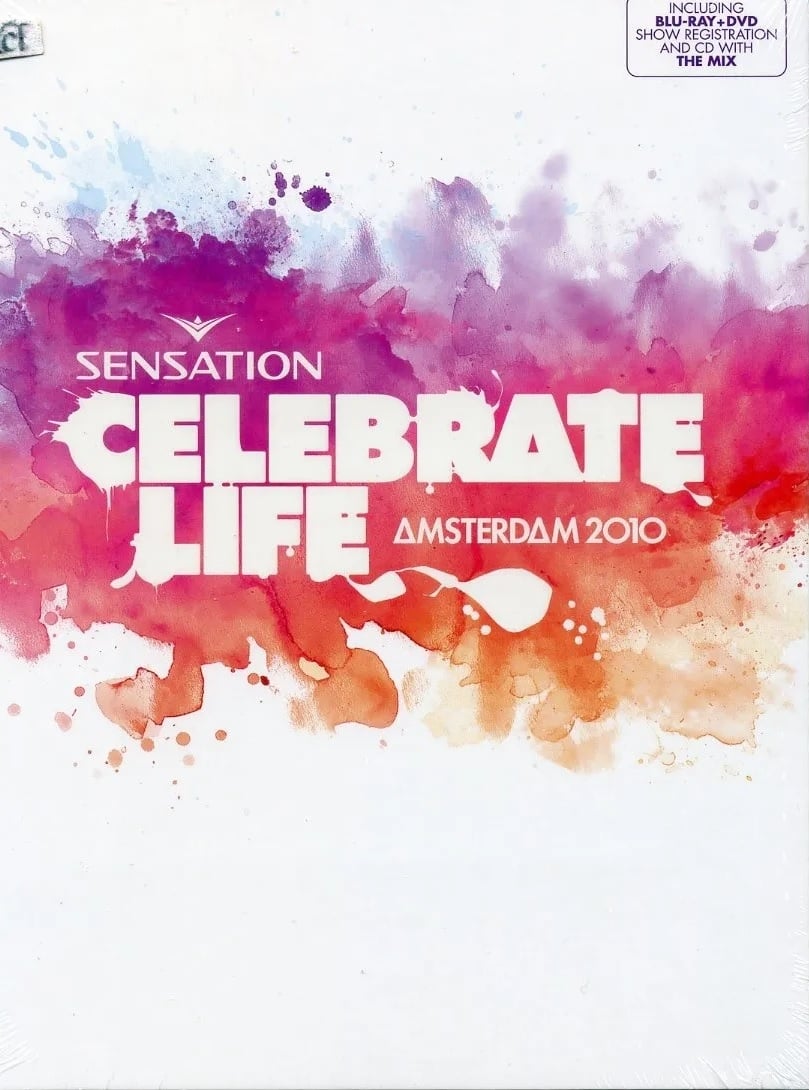 INCLUDING
BLU-RAY+DVD
SHOW REGISTRATION
AND CD WITH
THE MIX
SENSATION
CELEBRATE
LIFE
AMSTERDAM 2010